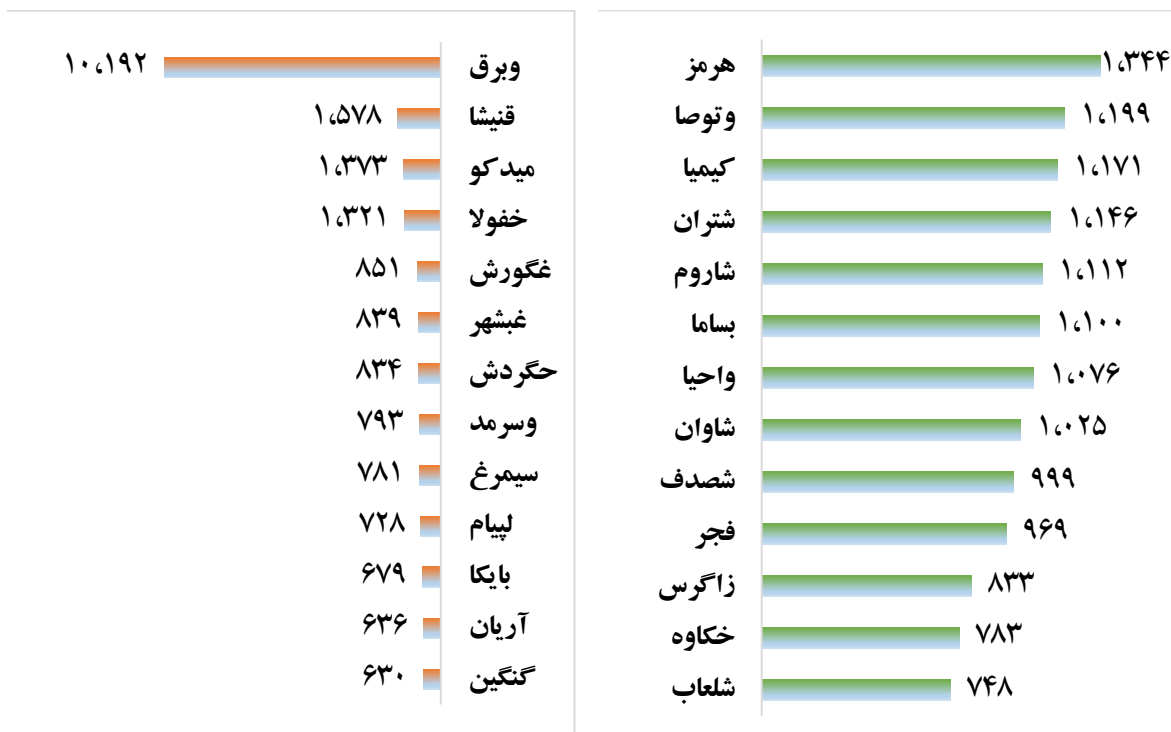 هرمز ۱،۳۴۴
وتوصا ۱،۱۹۹
کیمیا ۱،۱۷۱
شتران ۱،۱۴۶
شاروم ۱،۱۱۲
بساما ۱،۱۰۰
واحیا ۱،۰۷۶
شاوان ۱،۰۲۵
شصدف ۹۹۹
فجر ۹۶۹
زاگرس ۸۳۳
خکاوه ۷۸۳
شلعاب ۷۴۸
وبرق ۱۰،۱۹۲
قنیشا ۱،۵۷۸
میدکو ۱،۳۷۳
خفولا ۱،۳۲۱
غگورش ۸۵۱
غبشهر ۸۳۹
حگردش ۸۳۴
وسرمد ۷۹۳
سیمرغ ۷۸۱
لپیام ۷۲۸
بایکا ۶۷۹
آریان ۶۳۶
گنگین ۶۳۰